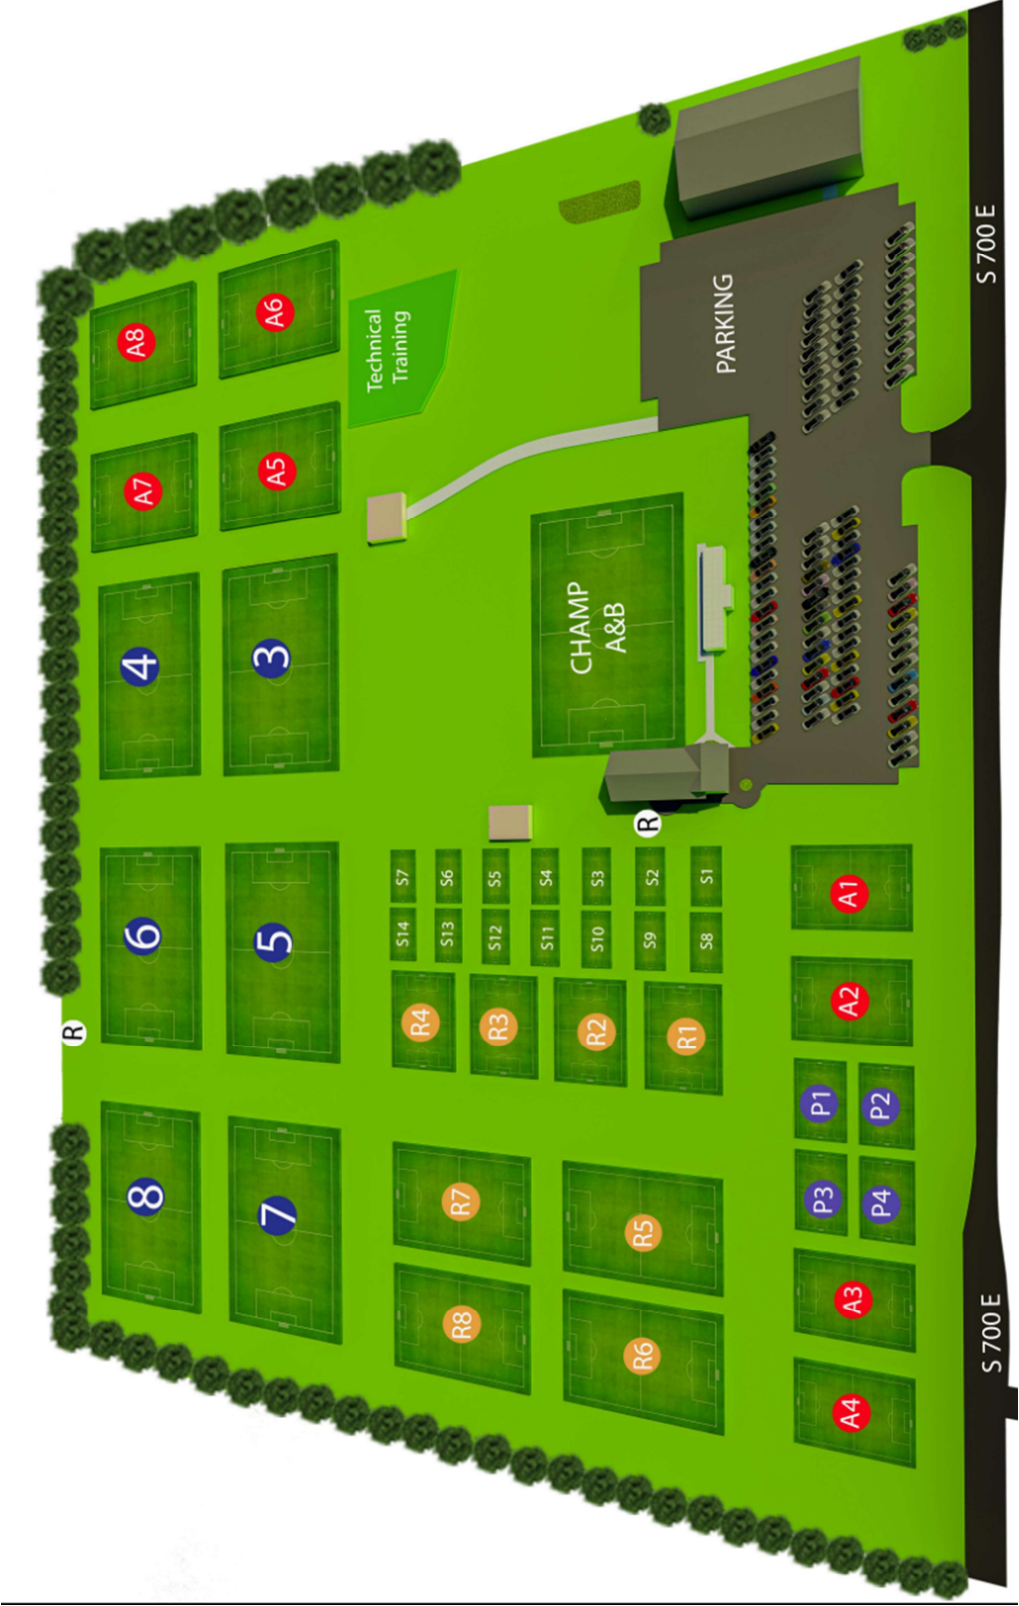 R
8 6 4 A7 A8
7 5 3 A5 A6
Technical
Training
R8 R7 R4 S14 S7
S13 S6
R3 S12 S5
S11 S4
CHAMP
A&B
R6 R5 R2 S10 S3
S9 S2 R
R1 S8 S1
PARKING
P3 P1
A4 A3 A2 A1
P4 P2
S 700 E
S 700 E